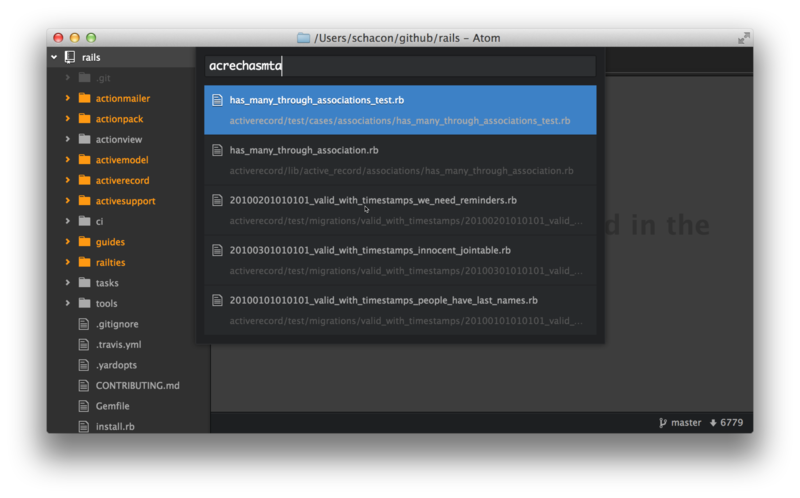 /Users/schacon/github/rails – Atom
rails
.git
actionmailer
actionpack
actionview
activemodel
activerecord
activesupport
ci
guides
railties
tasks
tools
.gitignore
.travis.yml
.yardopts
CONTRIBUTING.md
Gemfile
install.rb
acrechasmta
has_many_through_associations_test.rb
activerecord/test/cases/associations/has_many_through_associations_test.rb
has_many_through_association.rb
activerecord/lib/active_record/associations/has_many_through_association.rb
20100201010101_valid_with_timestamps_we_need_reminders.rb
activerecord/test/migrations/valid_with_timestamps/20100201010101_valid_...
20100301010101_valid_with_timestamps_innocent_jointable.rb
activerecord/test/migrations/valid_with_timestamps/20100301010101_valid_...
20100101010101_valid_with_timestamps_people_have_last_names.rb
activerecord/test/migrations/valid_with_timestamps/20100101010101_valid_...
d in the
master 6779